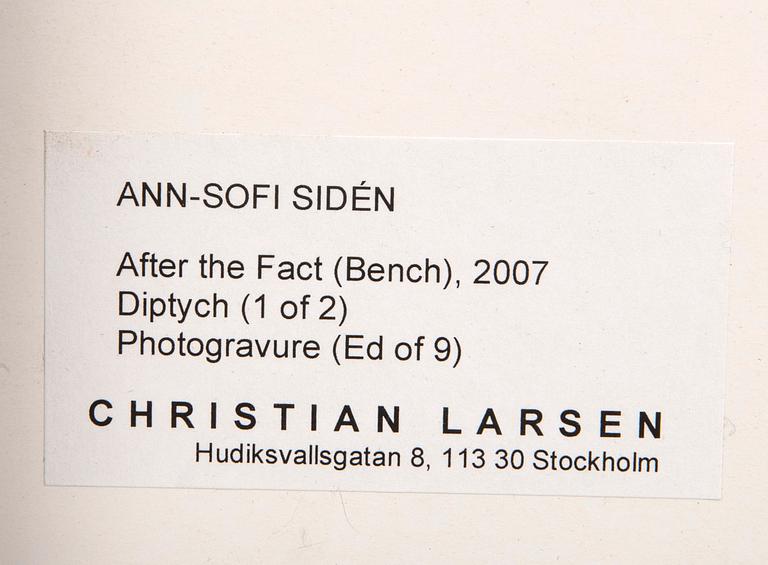 ANN-SOFI SIDÉN
After the Fact (Bench), 2007
Diptych (1 of 2)
Photogravure (Ed of 9)
CHRISTIAN LARSEN
Hudiksvallsgatan 8, 113 30 Stockholm